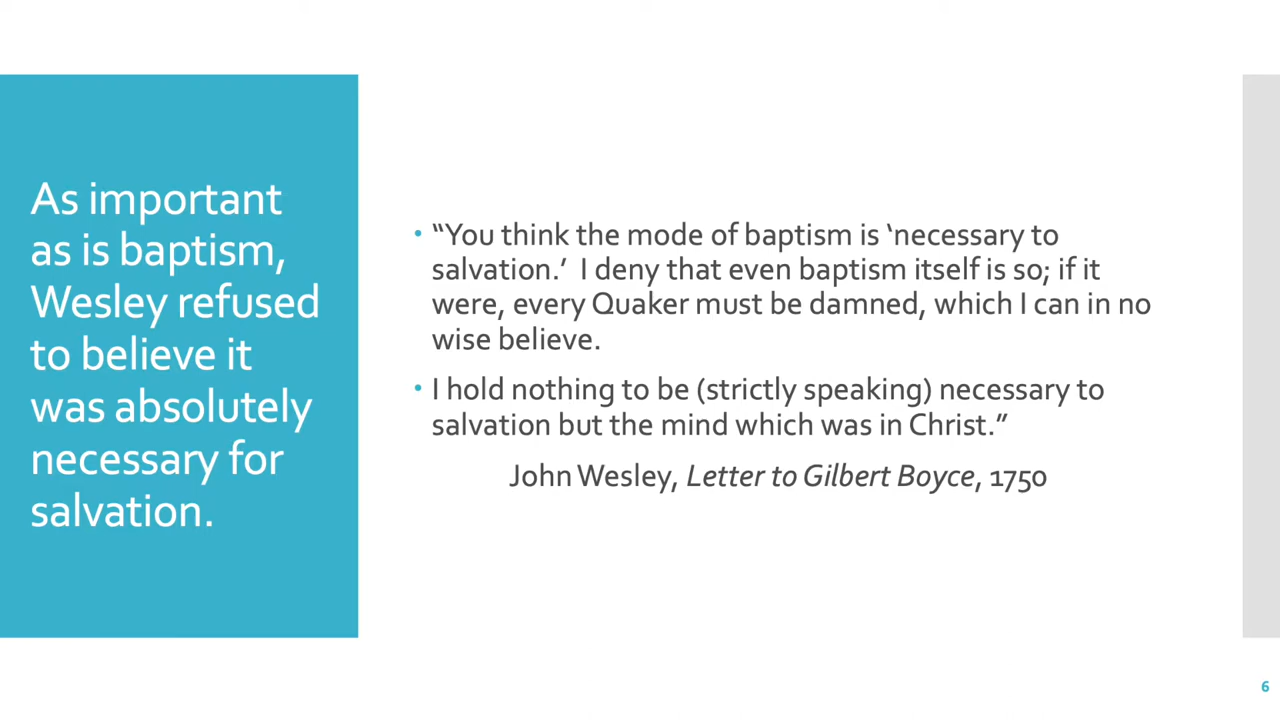 As important
as is baptism,
Wesley refused
to believe it
was absolutely
necessary for
salvation.
• “You think the mode of baptism is ‘necessary to
salvation.’  I deny that even baptism itself is so; if it
were, every Quaker must be damned, which I can in no
wise believe.
• I hold nothing to be (strictly speaking) necessary to
salvation but the mind which was in Christ.”
John Wesley, Letter to Gilbert Boyce, 1750
6